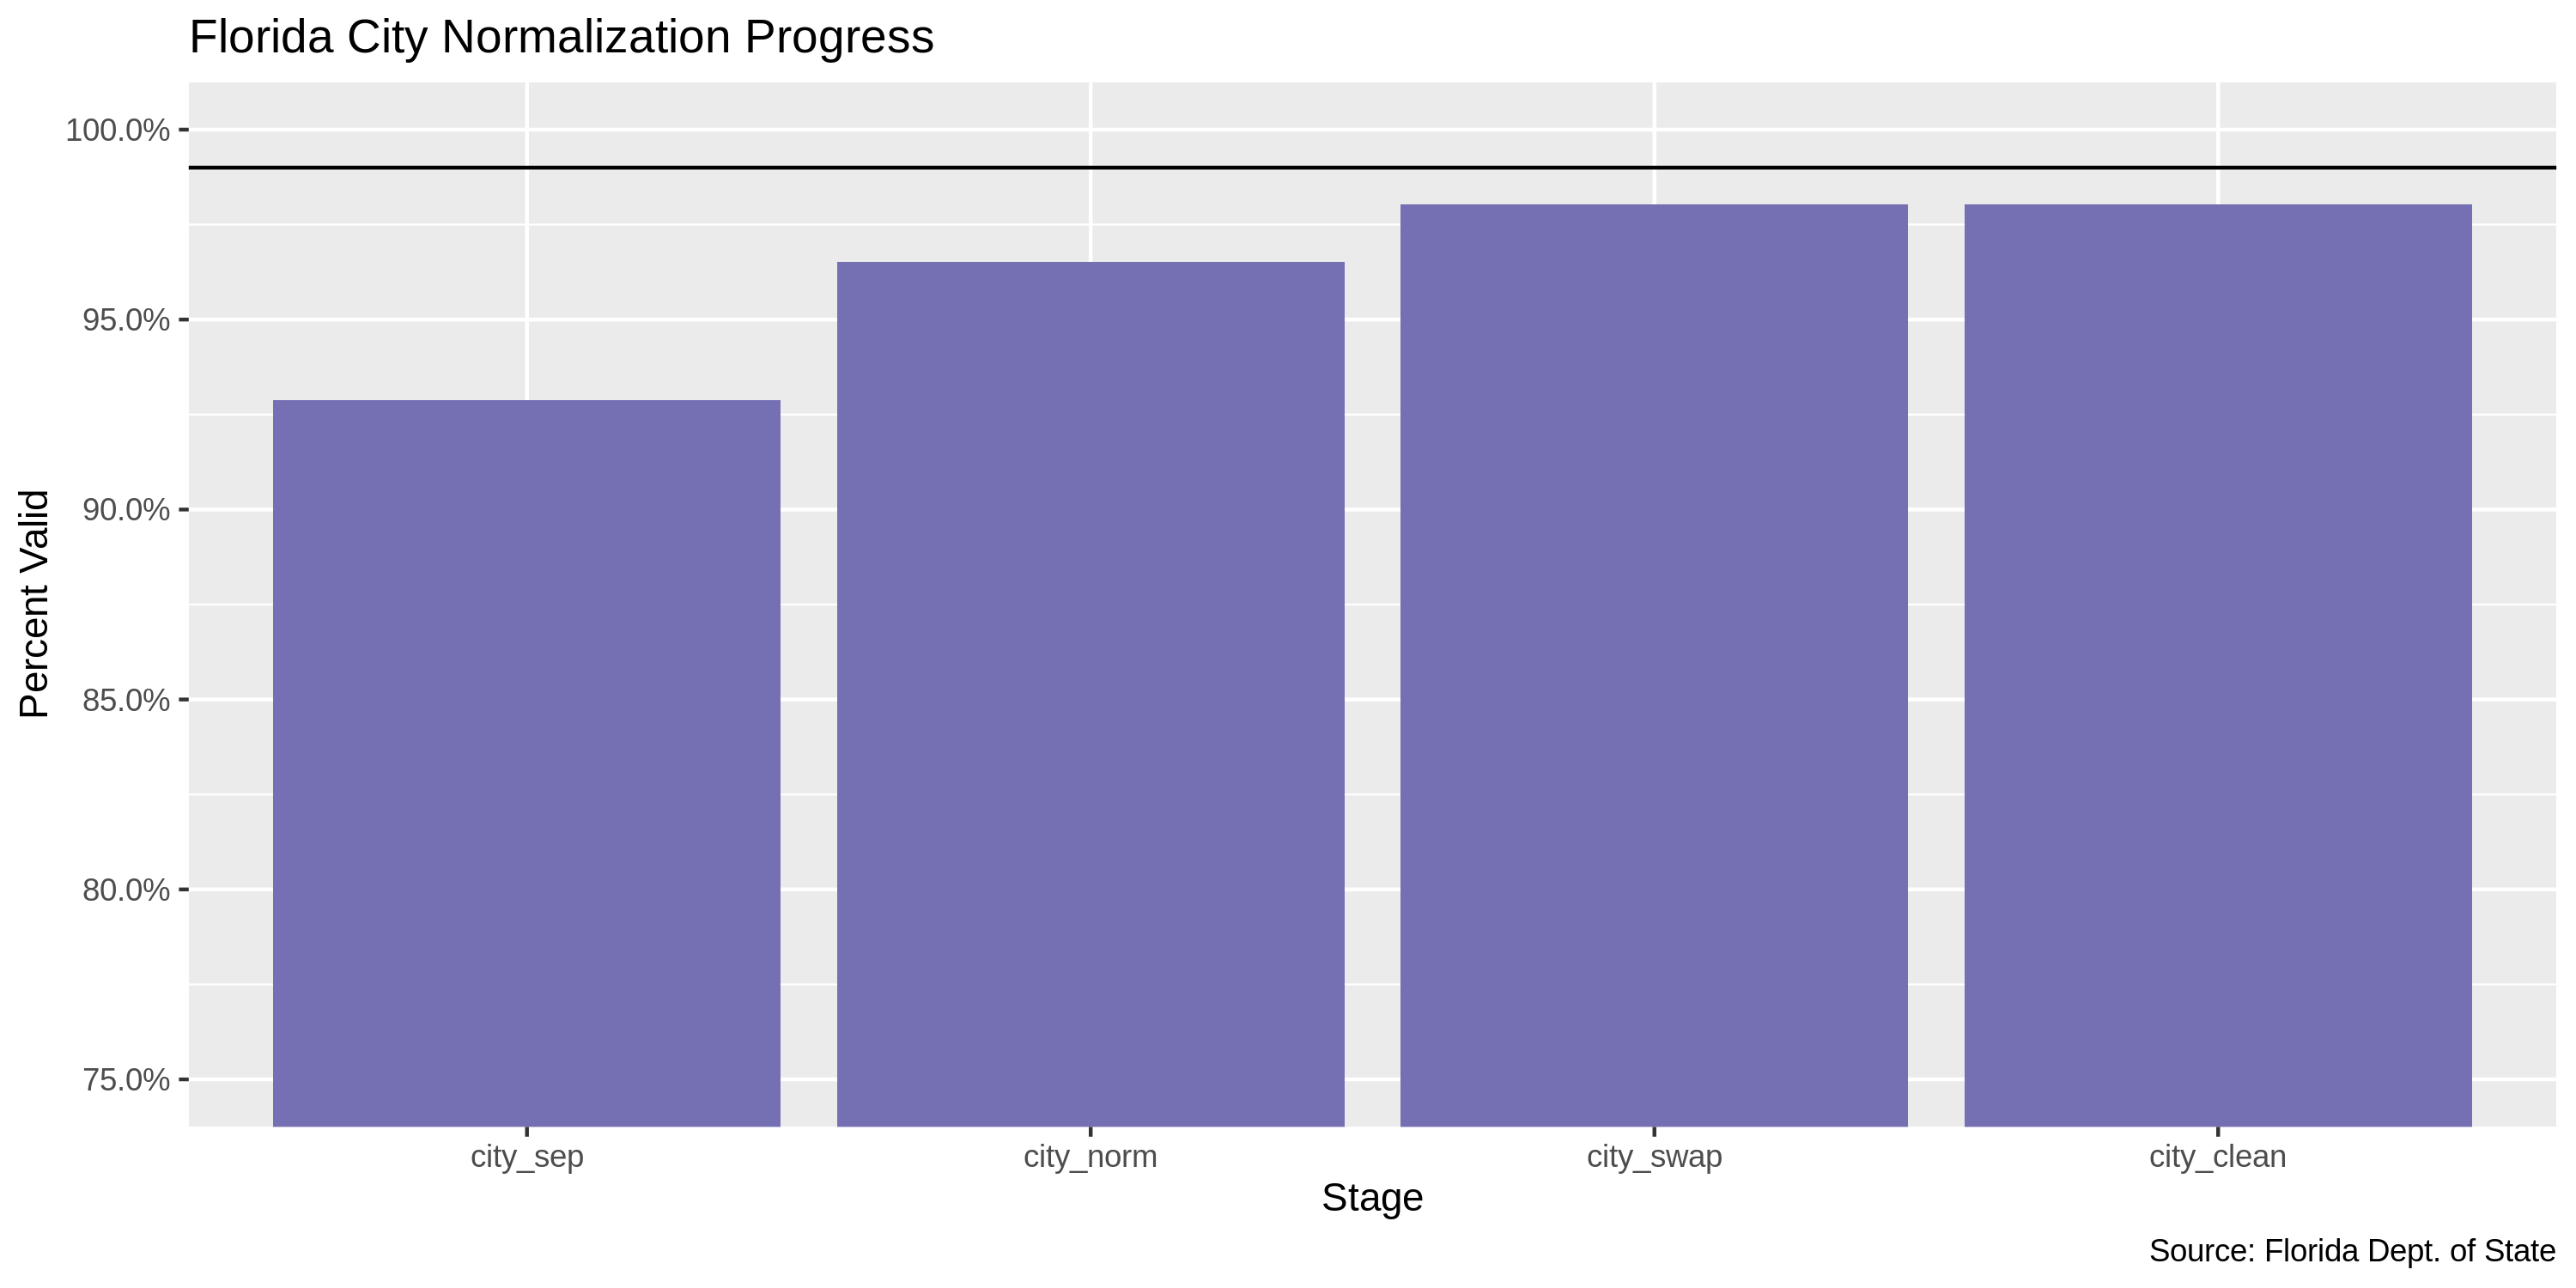 Florida City Normalization Progress
100.0%
95.0%
90.0%
85.0%
80.0%
75.0%
Percent Valid
city_sep
city_norm
city_swap
city_clean
Stage
Source: Florida Dept. of State